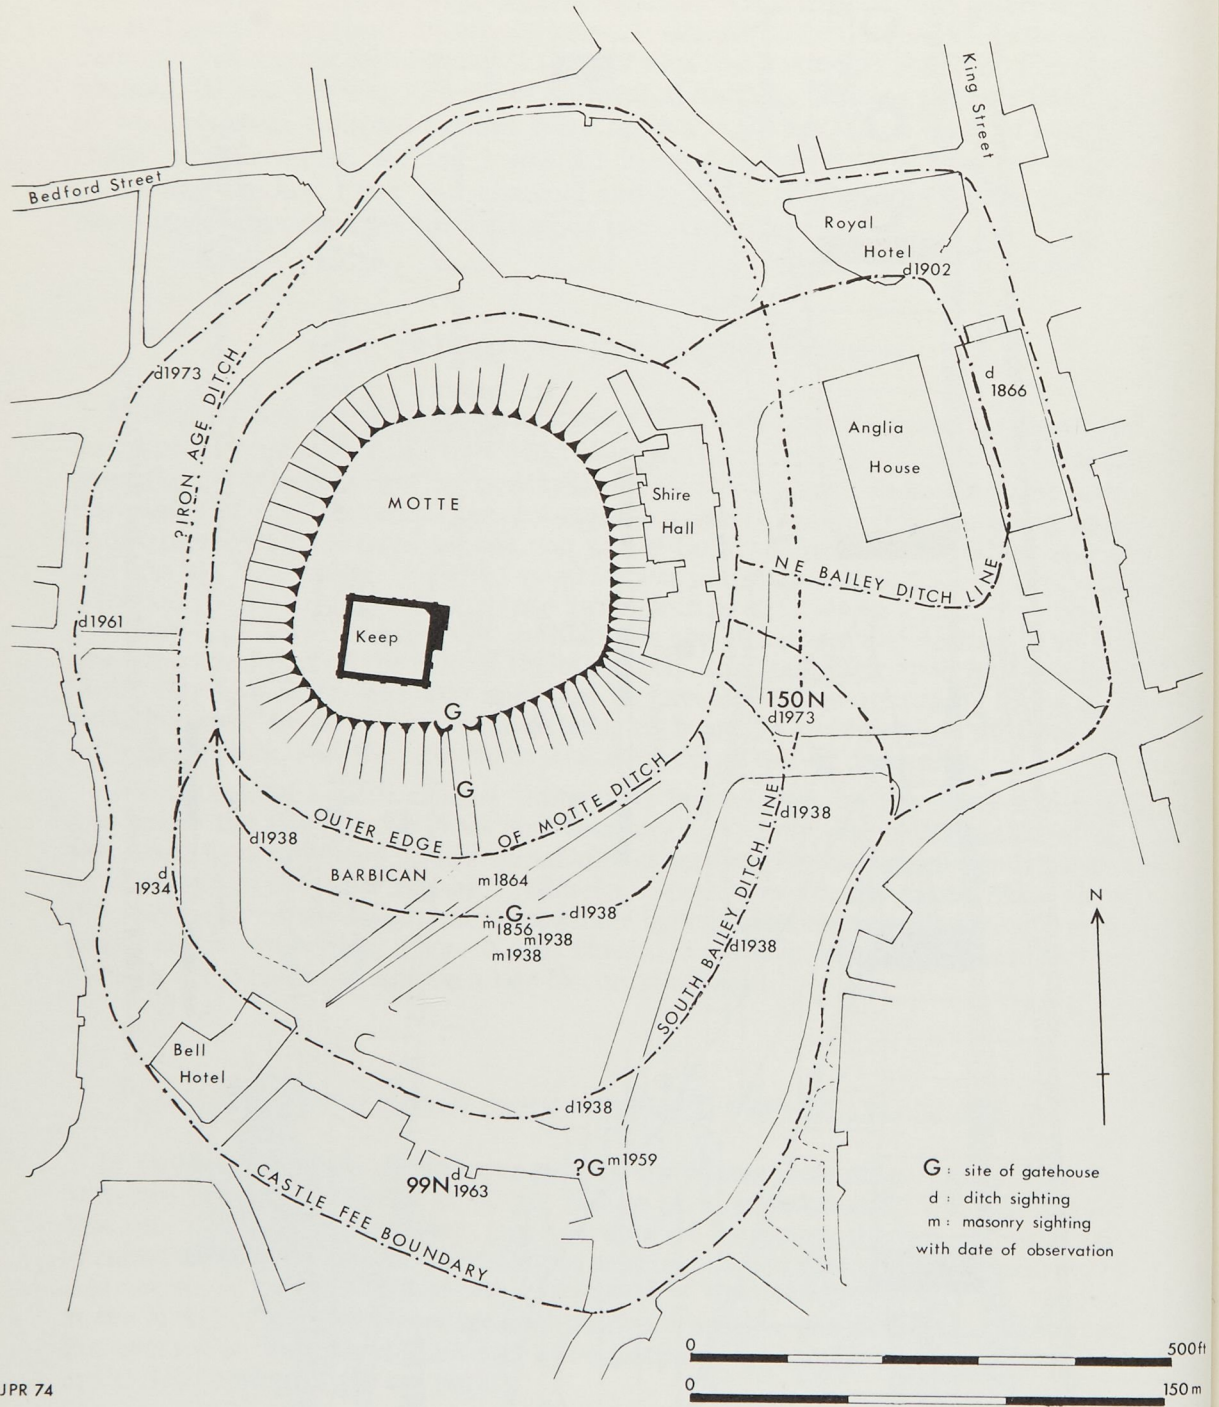 King Street
Bedford Street
Royal
Hotel
d1902
d1973
?IRON AGE DITCH
d
1866
Anglia
House
MOTTE
Shire
Hall
NE BAILEY DITCH LINE
d1961
Keep
150N
d1973
G
G
OUTER EDGE OF MOTTE DITCH
d1938
d1938
d
1934
BARBICAN
m1864
G
d1938
m1856
m1938
m1938
d1938
SOUTH BAILEY DITCH LINE
N
Bell
Hotel
d1938
?G m1959
99N d
1963
CASTLE FEE BOUNDARY
G : site of gatehouse
d : ditch sighting
m : masonry sighting
with date of observation
0 500ft
0 150m
JPR 74